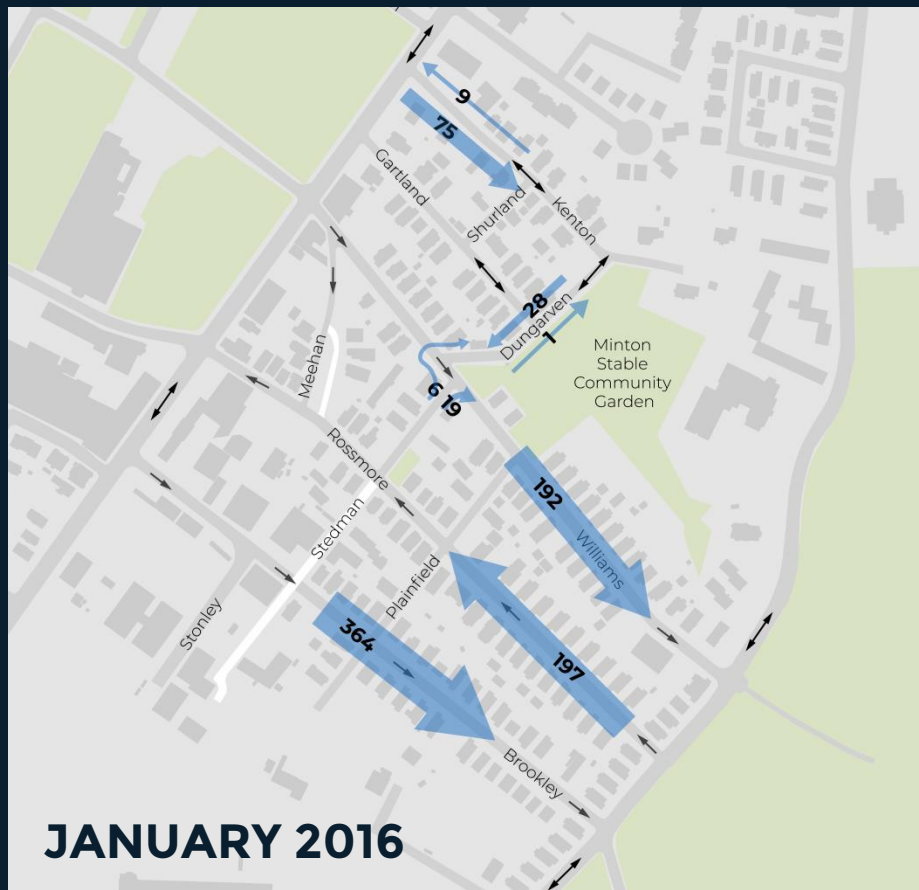 9
75
Gartland
Shurland
Kenton
28
Dungarven
1
Minton
Stable
Community
Garden
Meehan
6 19
Rossmore
192
Stedman
Williams
Plainfield
Stonley
364
197
Brookley
JANUARY 2016